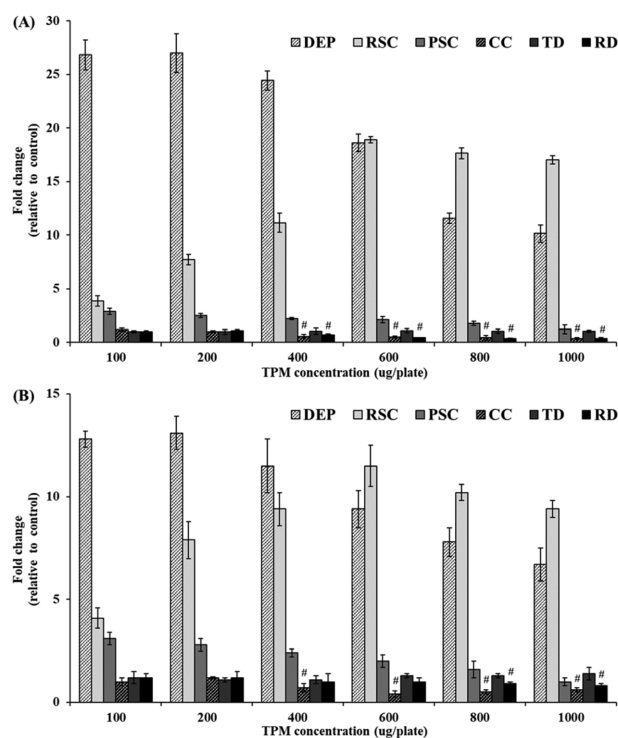 (A)
30
DEP RSC PSC CC TD RD
25
20
15
10
5
0
Fold change
(relative to control)
# # # # # # # #
100 200 400 600 800 1000
TPM concentration (ug/plate)
(B)
15
DEP RSC PSC CC TD RD
10
5
0
Fold change
(relative to control)
# # # # # #
100 200 400 600 800 1000
TPM concentration (ug/plate)